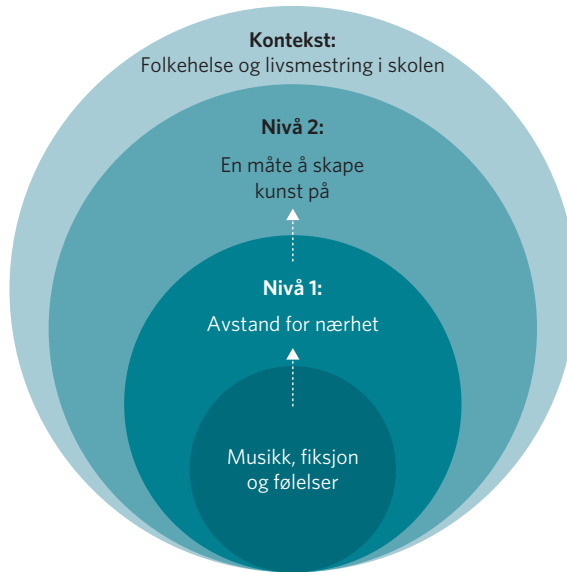 Kontekst:
Folkehelse og livsmestring i skolen
Nivå 2:
En måte å skape
kunst på
Nivå 1:
Avstand for nærhet
Musikk, fiksjon
og følelser